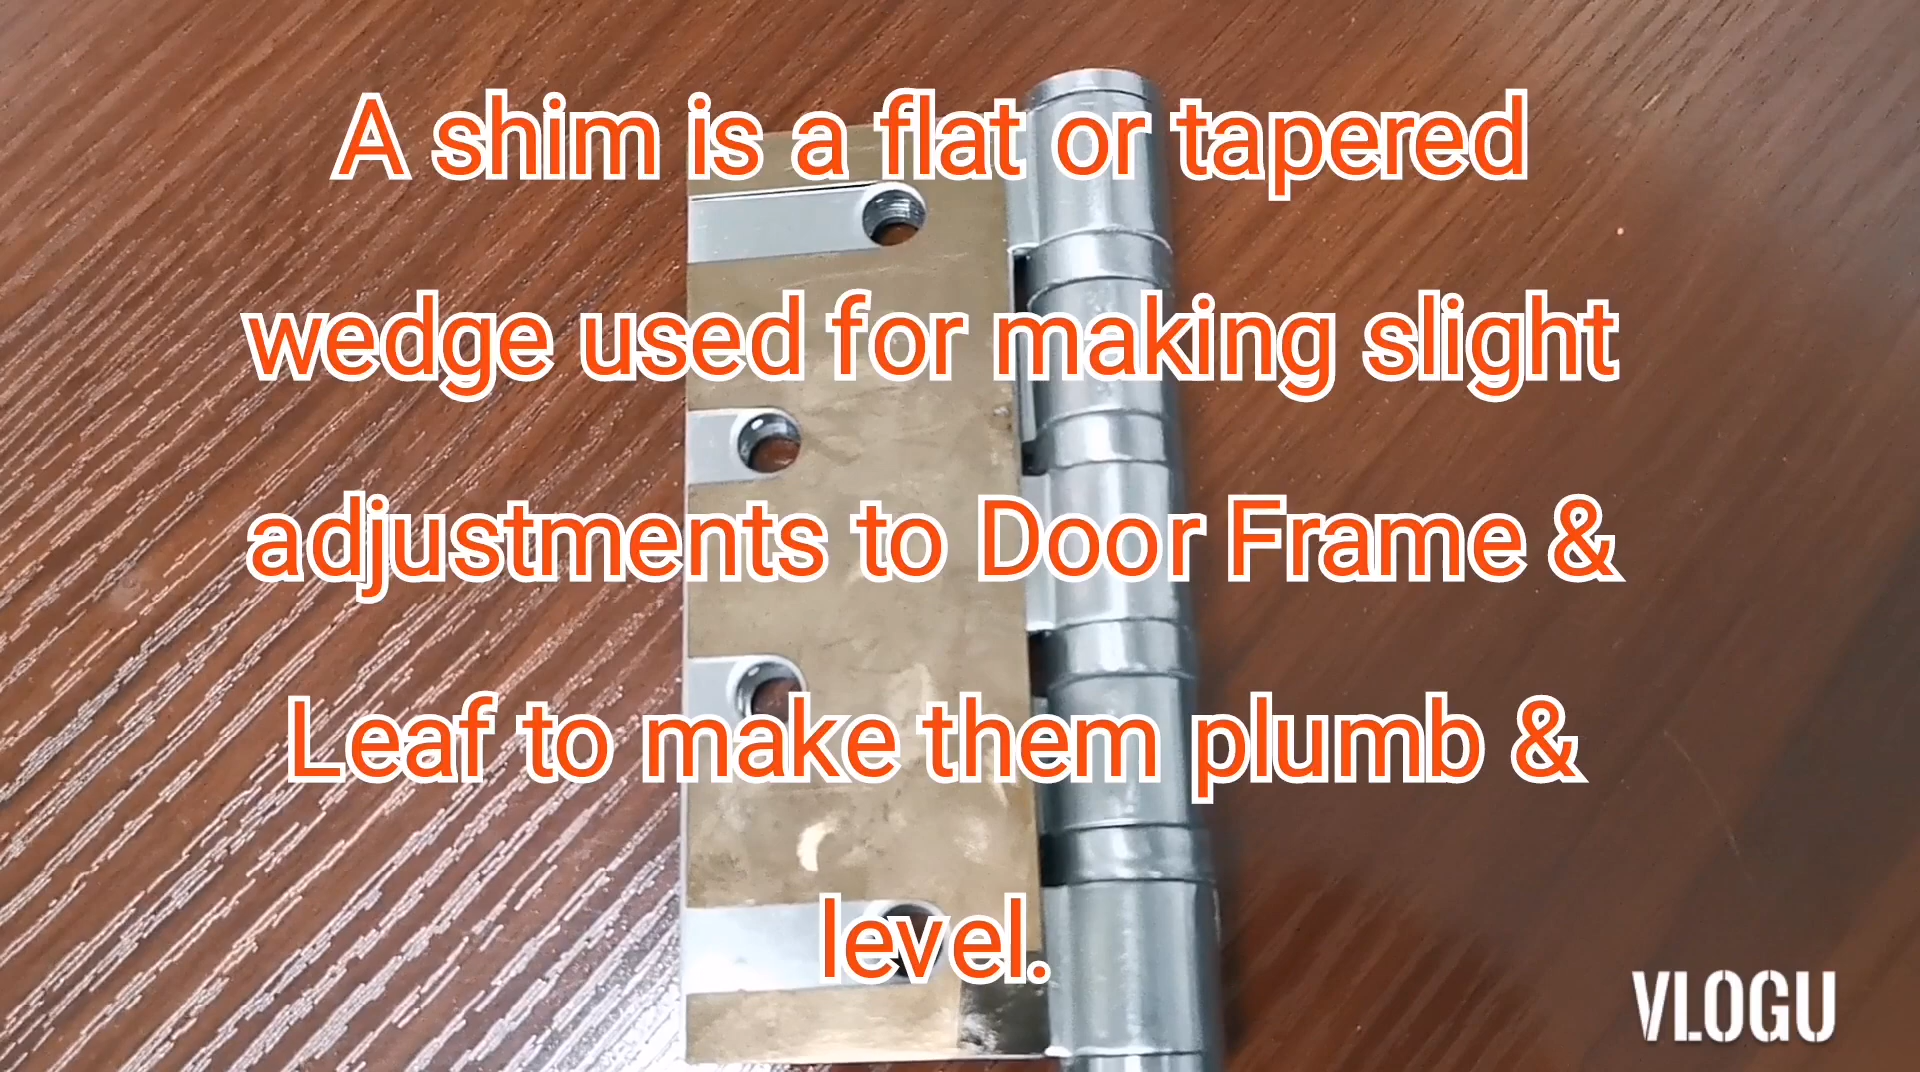 A shim is a flat or tapered
wedge used for making slight
adjustments to Door Frame &
Leaf to make them plumb &
level.
VLOGU